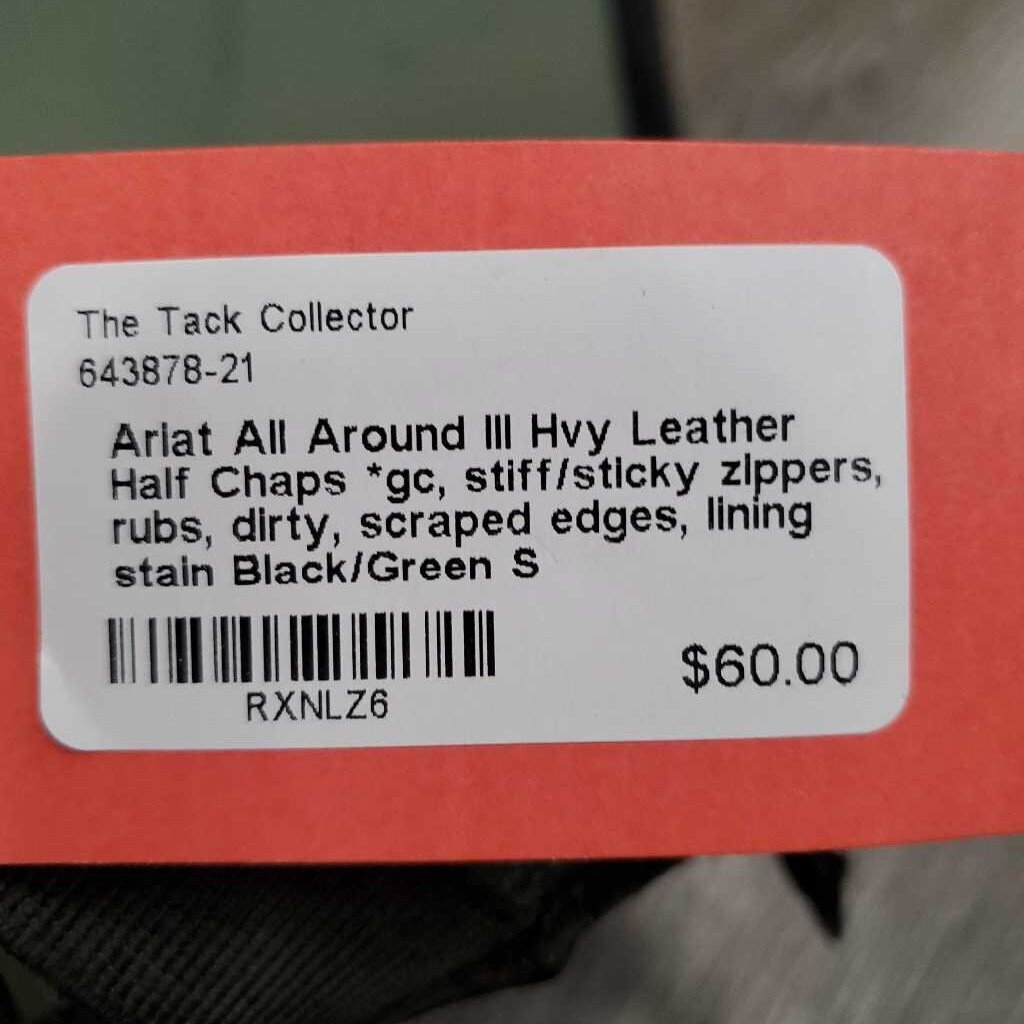 The Tack Collector
643878-21
Ariat All Around III Hvy Leather
Half Chaps *gc, stiff/sticky zippers,
rubs, dirty, scraped edges, lining
stain Black/Green S
RXNLZ6
$60.00